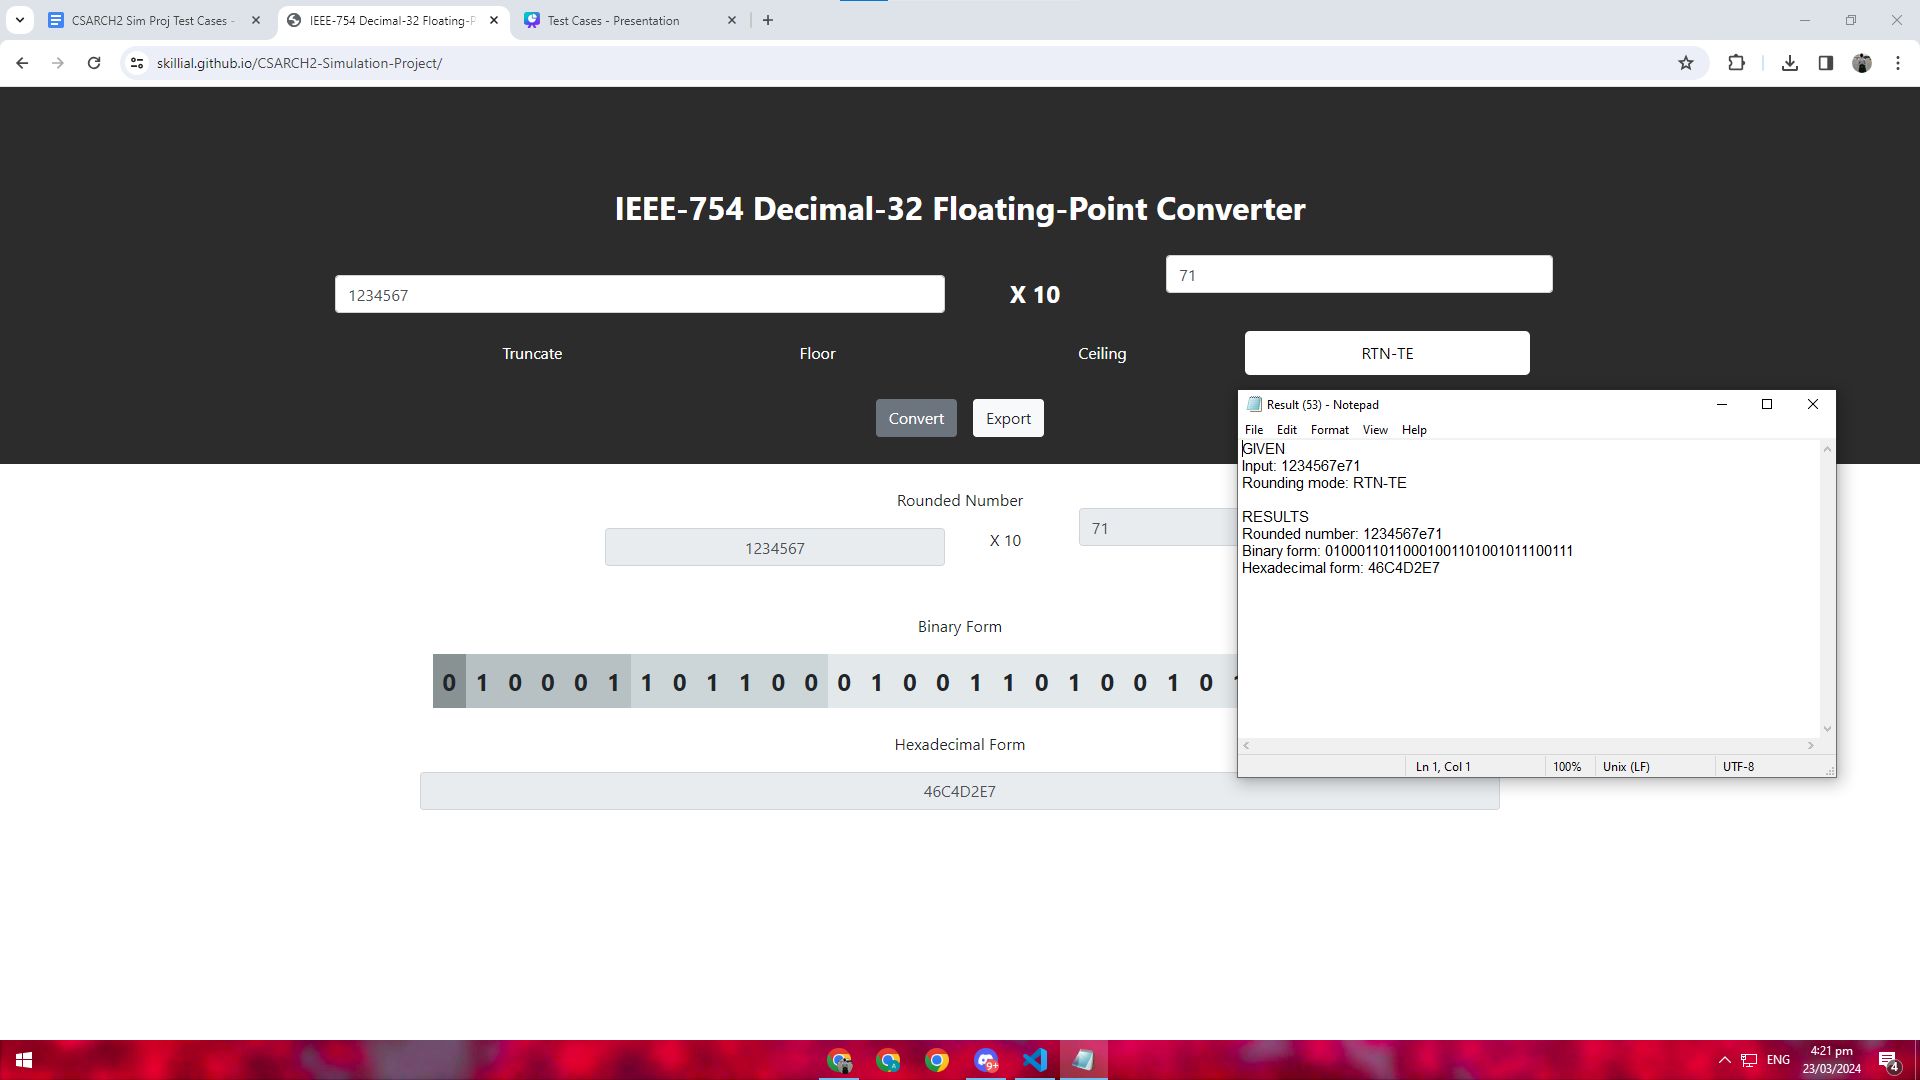 CSARCH2 Sim Proj Test Cases -
IEEE-754 Decimal-32 Floating-P
Test Cases - Presentation
skillial.github.io/CSARCH2-Simulation-Project/
IEEE-754 Decimal-32 Floating-Point Converter
1234567
X 10
71
Truncate
Floor
Ceiling
RTN-TE
Convert
Export
Result (53) - Notepad
File Edit Format View Help
GIVEN
Input: 1234567e71
Rounding mode: RTN-TE
RESULTS
Rounded number: 1234567e71
Binary form: 01000110110001001101001011100111
Hexadecimal form: 46C4D2E7
Ln 1, Col 1
100%
Unix (LF)
UTF-8
Rounded Number
1234567
X 10
71
Binary Form
0 1 0 0 0 1 1 0 1 1 0 0 0 1 0 0 1 1 0 1 0 0 1 0
Hexadecimal Form
46C4D2E7
9+
ENG
4:21 pm
23/03/2024
4